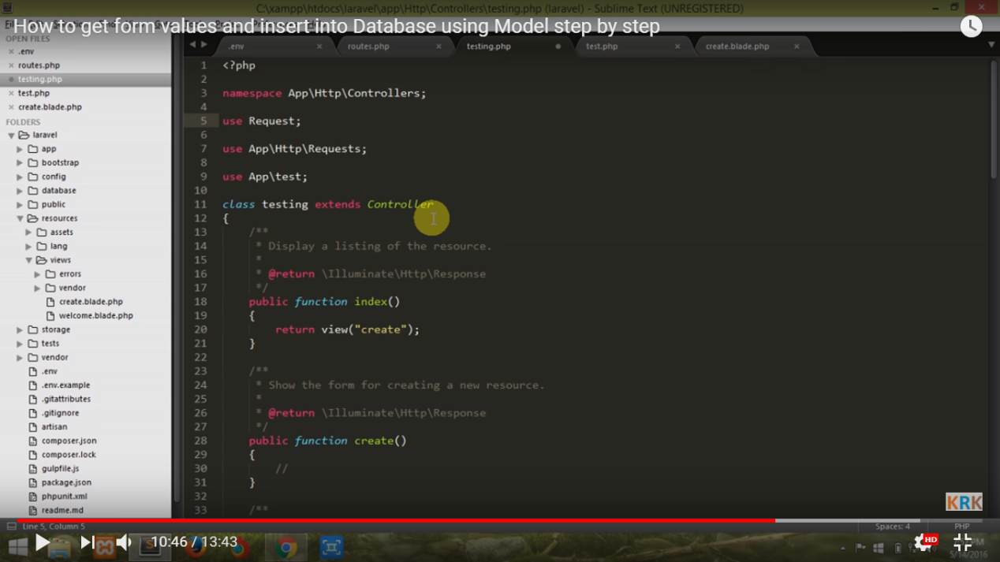 C:\xampp\htdocs\laravel\app\Http\Controllers\testing.php (laravel) - Sublime Text (UNREGISTERED)
How to get form values and insert into Database using Model step by step
OPEN FILES
.env
routes.php
testing.php
test.php
create.blade.php
FOLDERS
laravel
app
bootstrap
config
database
public
resources
assets
lang
views
errors
vendor
create.blade.php
welcome.blade.php
storage
tests
vendor
.env
.env.example
.gitattributes
.gitignore
artisan
composer.json
composer.lock
gulpfile.js
package.json
phpunit.xml
readme.md
.env routes.php testing.php test.php create.blade.php
1 <?php
2
3 namespace App\Http\Controllers;
4
5 use Request;
6
7 use App\Http\Requests;
8
9 use App\test;
10
11 class testing extends Controller
12 {
13 /**
14 * Display a listing of the resource.
15 *
16 * @return \Illuminate\Http\Response
17 */
18 public function index()
19 {
20 return view("create");
21 }
22
23 /**
24 * Show the form for creating a new resource.
25 *
26 * @return \Illuminate\Http\Response
27 */
28 public function create()
29 {
30 //
31 }
32
33 /**
KRK
Line 5, Column 5 Spaces: 4 PHP
10:46 / 13:43
HD
PM
5/14/2016